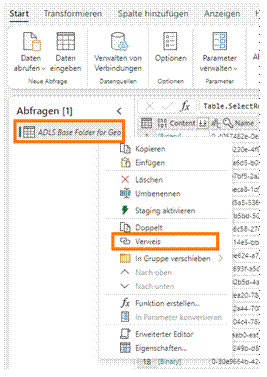 Start Transformieren Spalte hinzufügen Anzeigen
Daten abrufen Daten eingeben Verwalten von Verbindungen Optionen Parameter verwalten
Neue Abfrage Datenquellen Optionen Parameter
Abfragen [1]
fx Table.SelectRo
Content Name
ADLS Base Folder for Geo
Kopieren
Einfügen
Löschen
Umbenennen
Staging aktivieren
Doppelt
Verweis
In Gruppe verschieben
Nach oben
Nach unten
Funktion erstellen...
In Parameter konvertieren
Erweiterter Editor
Eigenschaften...
18 [Binary]